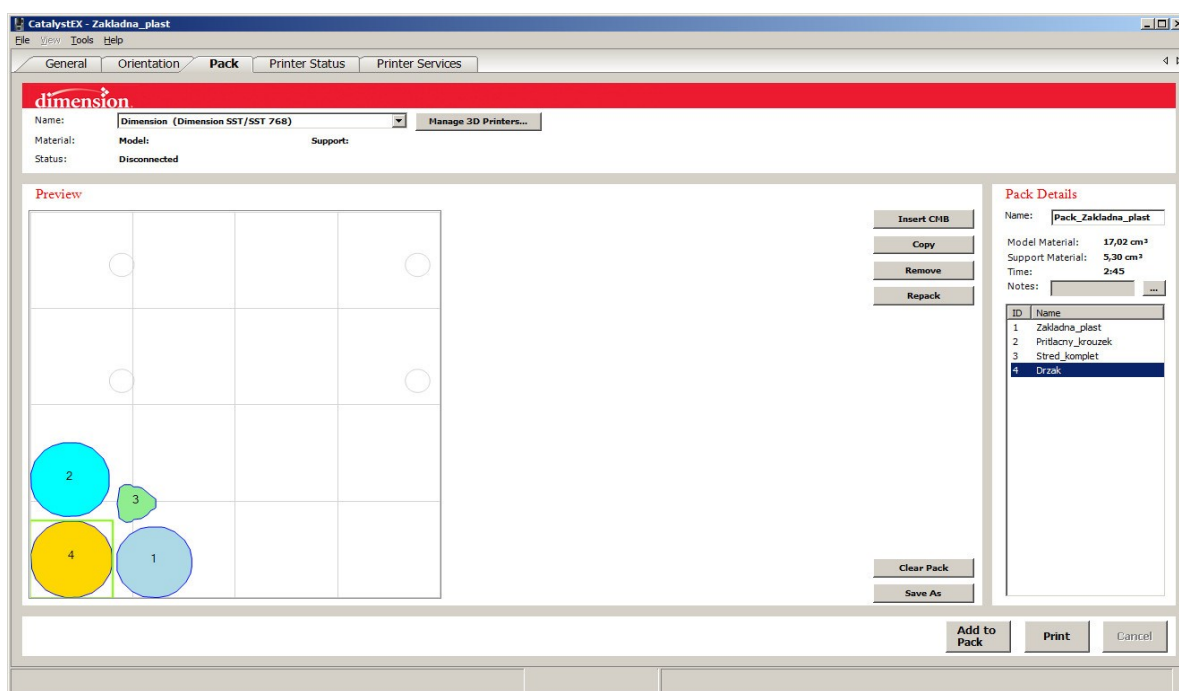 CatalystEX - Zakladna_plast
File View Tools Help
General Orientation Pack Printer Status Printer Services
dimension.
Name: Dimension (Dimension SST/SST 768) Manage 3D Printers...
Material: Model: Support:
Status: Disconnected
Preview
Insert CMB
Copy
Remove
Repack
2
3
4
1
Clear Pack
Save As
Pack Details
Name: Pack_Zakladna_plast
Model Material: 17,02 cm³
Support Material: 5,30 cm³
Time: 2:45
Notes: ...
ID Name
1 Zakladna_plast
2 Pritlacny_krouzek
3 Stred_komplet
4 Drzak
Add to
Pack
Print
Cancel